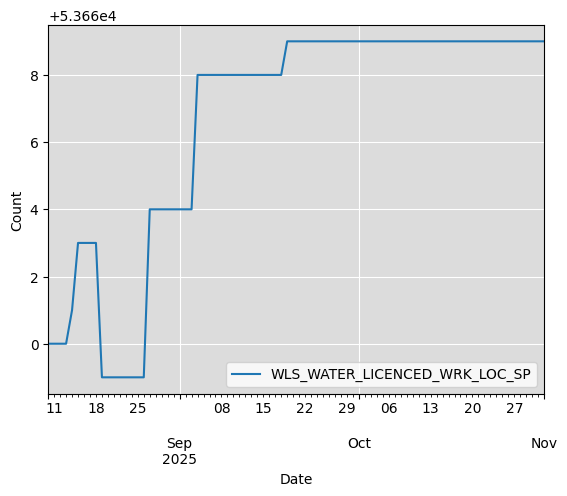 +5.366e4
8
6
4
2
0
Count
WLS_WATER_LICENCED_WRK_LOC_SP
11 18 25 08 15 22 29 06 13 20 27
Sep Oct Nov
2025
Date